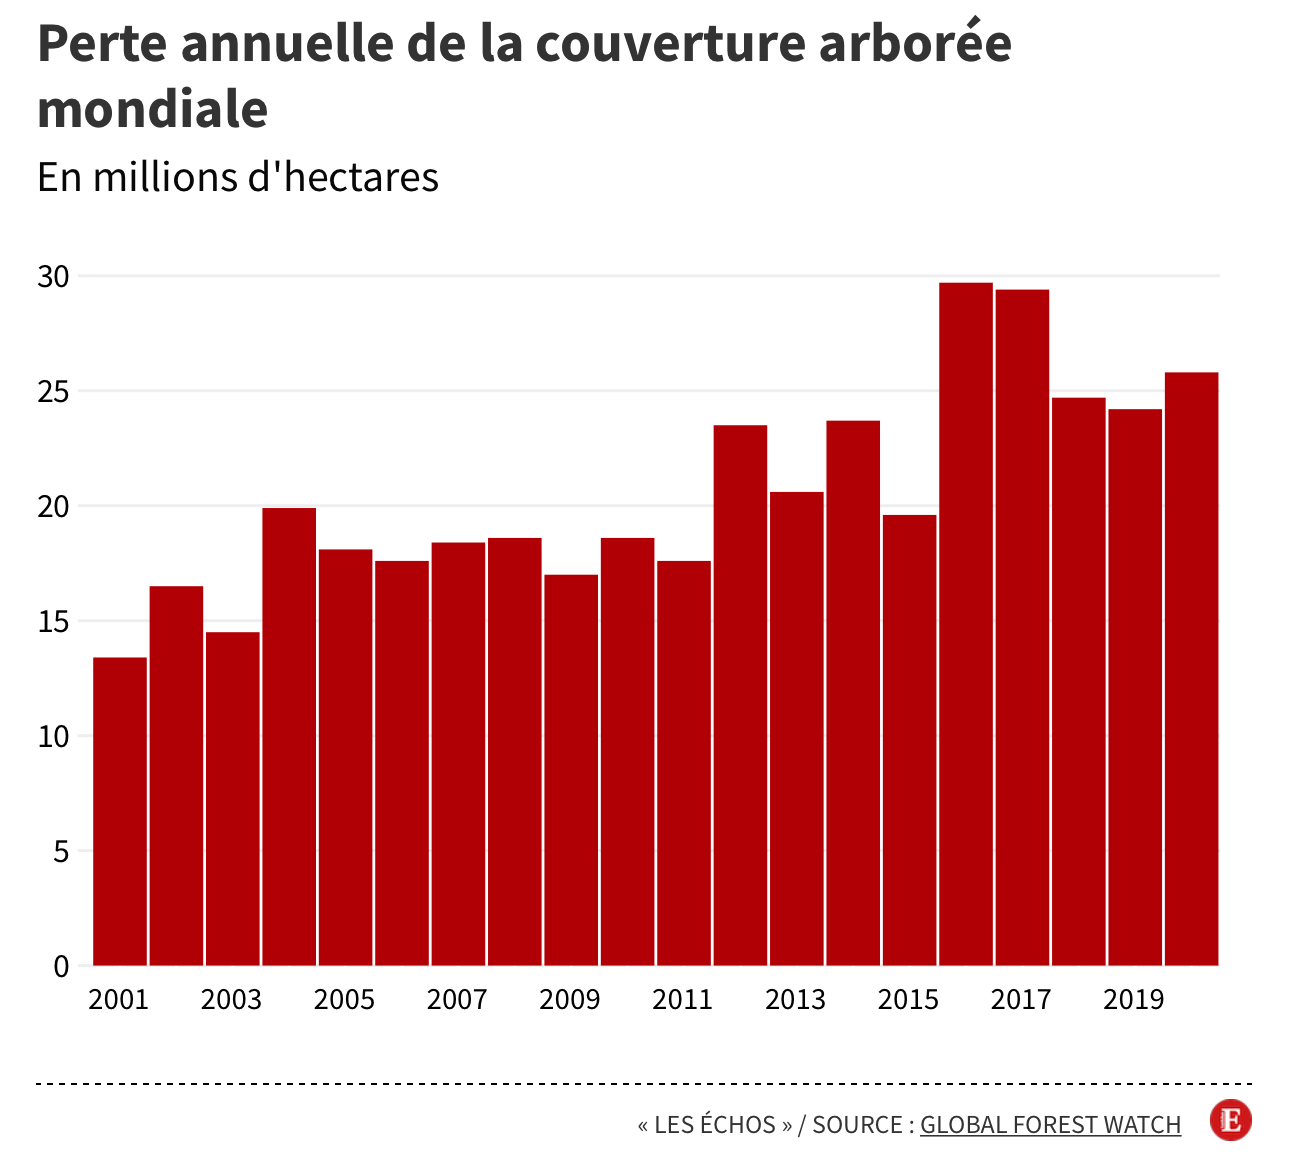 Perte annuelle de la couverture arborée
mondiale
En millions d'hectares
30
25
20
15
10
5
0
2001 2003 2005 2007 2009 2011 2013 2015 2017 2019
« LES ÉCHOS » / SOURCE : GLOBAL FOREST WATCH
E